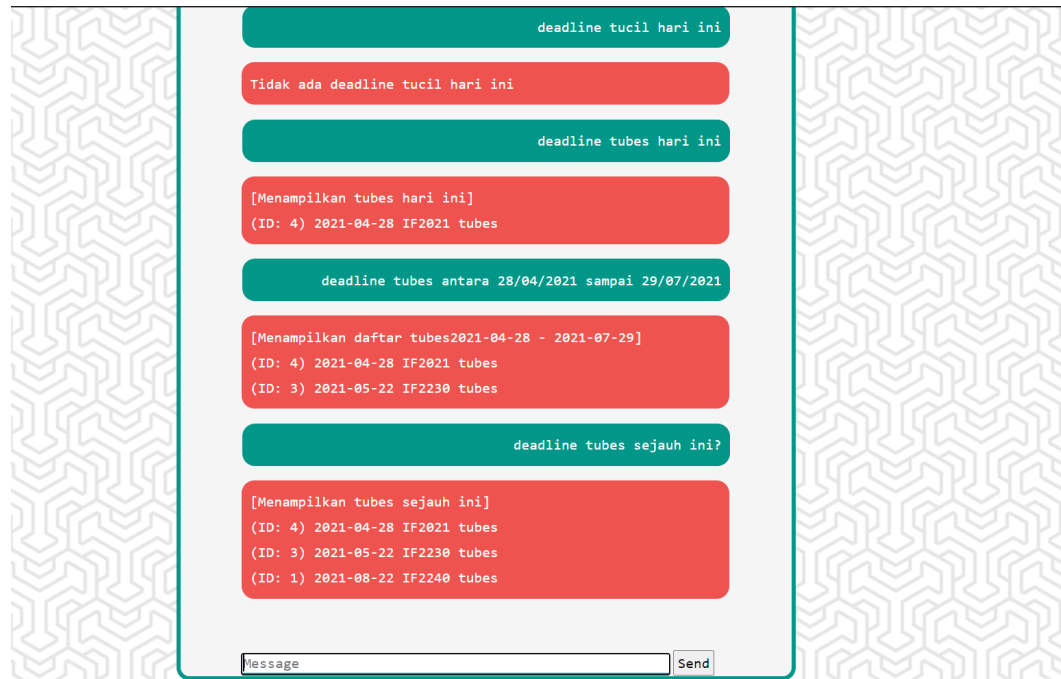 deadline tucil hari ini
Tidak ada deadline tucil hari ini
deadline tubes hari ini
[Menampilkan tubes hari ini]
(ID: 4) 2021-04-28 IF2021 tubes
deadline tubes antara 28/04/2021 sampai 29/07/2021
[Menampilkan daftar tubes2021-04-28 - 2021-07-29]
(ID: 4) 2021-04-28 IF2021 tubes
(ID: 3) 2021-05-22 IF2230 tubes
deadline tubes sejauh ini?
[Menampilkan tubes sejauh ini]
(ID: 4) 2021-04-28 IF2021 tubes
(ID: 3) 2021-05-22 IF2230 tubes
(ID: 1) 2021-08-22 IF2240 tubes
Message Send